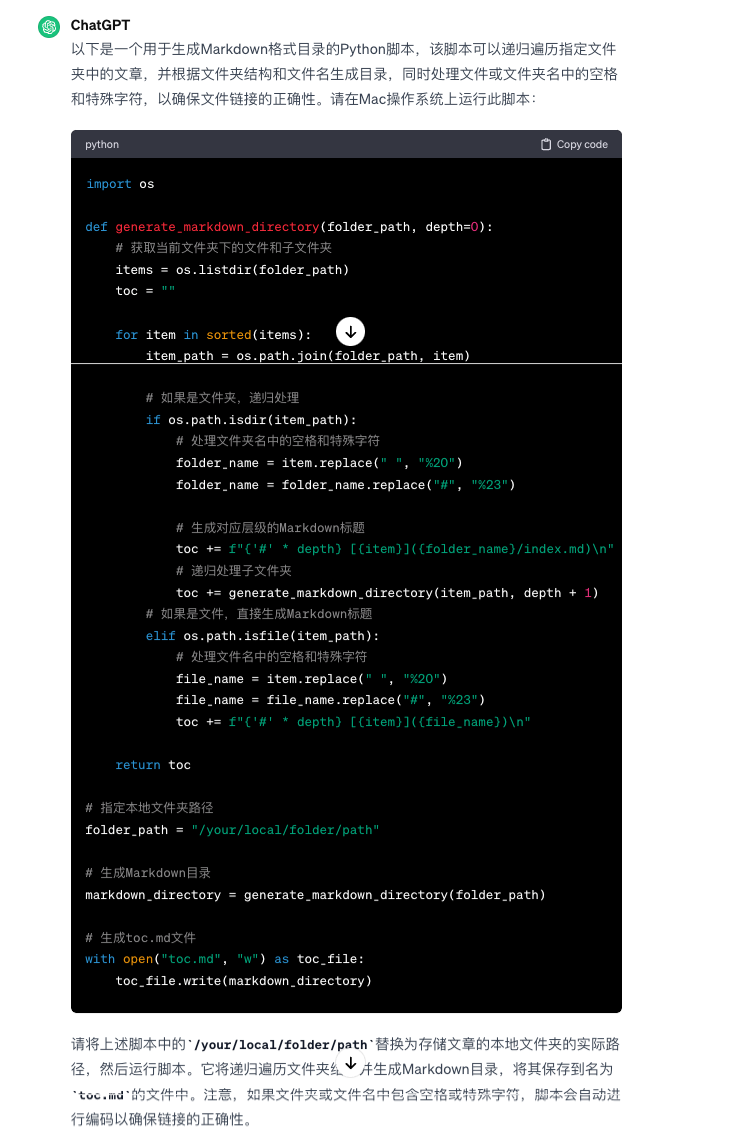 ChatGPT
以下是一个用于生成Markdown格式目录的Python脚本，该脚本可以递归遍历指定文件
夹中的文章，并根据文件夹结构和文件名生成目录，同时处理文件或文件夹名中的空格
和特殊字符，以确保文件链接的正确性。请在Mac操作系统上运行此脚本：
python Copy code
import os
def generate_markdown_directory(folder_path, depth=0):
# 获取当前文件夹下的文件和子文件夹
items = os.listdir(folder_path)
toc = ""
for item in sorted(items):
item_path = os.path.join(folder_path, item)
# 如果是文件夹，递归处理
if os.path.isdir(item_path):
# 处理文件夹名中的空格和特殊字符
folder_name = item.replace(" ", "%20")
folder_name = folder_name.replace("#", "%23")
# 生成对应层级的Markdown标题
toc += f"{'#' * depth} [{item}]({folder_name}/index.md)\n"
# 递归处理子文件夹
toc += generate_markdown_directory(item_path, depth + 1)
# 如果是文件，直接生成Markdown标题
elif os.path.isfile(item_path):
# 处理文件名中的空格和特殊字符
file_name = item.replace(" ", "%20")
file_name = file_name.replace("#", "%23")
toc += f"{'#' * depth} [{item}]({file_name})\n"
return toc
# 指定本地文件夹路径
folder_path = "/your/local/folder/path"
# 生成Markdown目录
markdown_directory = generate_markdown_directory(folder_path)
# 生成toc.md文件
with open("toc.md", "w") as toc_file:
toc_file.write(markdown_directory)
请将上述脚本中的`/your/local/folder/path`替换为存储文章的本地文件夹的实际路
径，然后运行脚本。它将递归遍历文件夹结 并生成Markdown目录，将其保存到名为
`toc.md`的文件中。注意，如果文件夹或文件名中包含空格或特殊字符，脚本会自动进
行编码以确保链接的正确性。